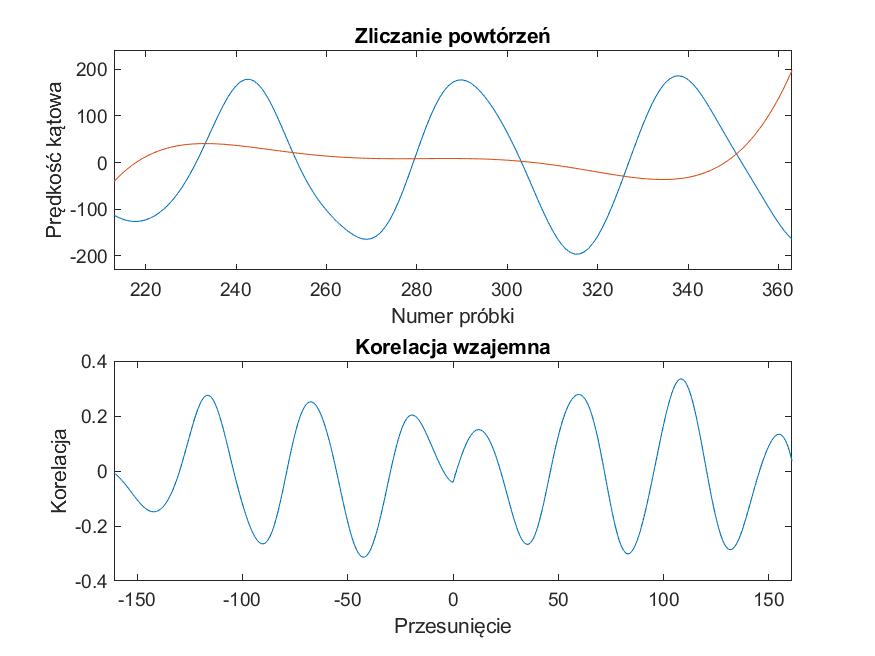 Zliczanie powtórzeń
Prędkość kątowa
200
100
0
-100
-200
220 240 260 280 300 320 340 360
Numer próbki
Korelacja wzajemna
Korelacja
0.4
0.2
0
-0.2
-0.4
-150 -100 -50 0 50 100 150
Przesunięcie